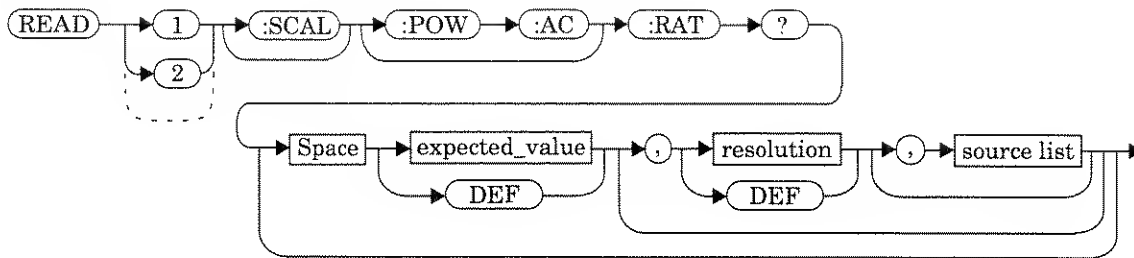 READ 1 :SCAL :POW :AC :RAT ?
2
Space expected_value , resolution , source list
DEF DEF